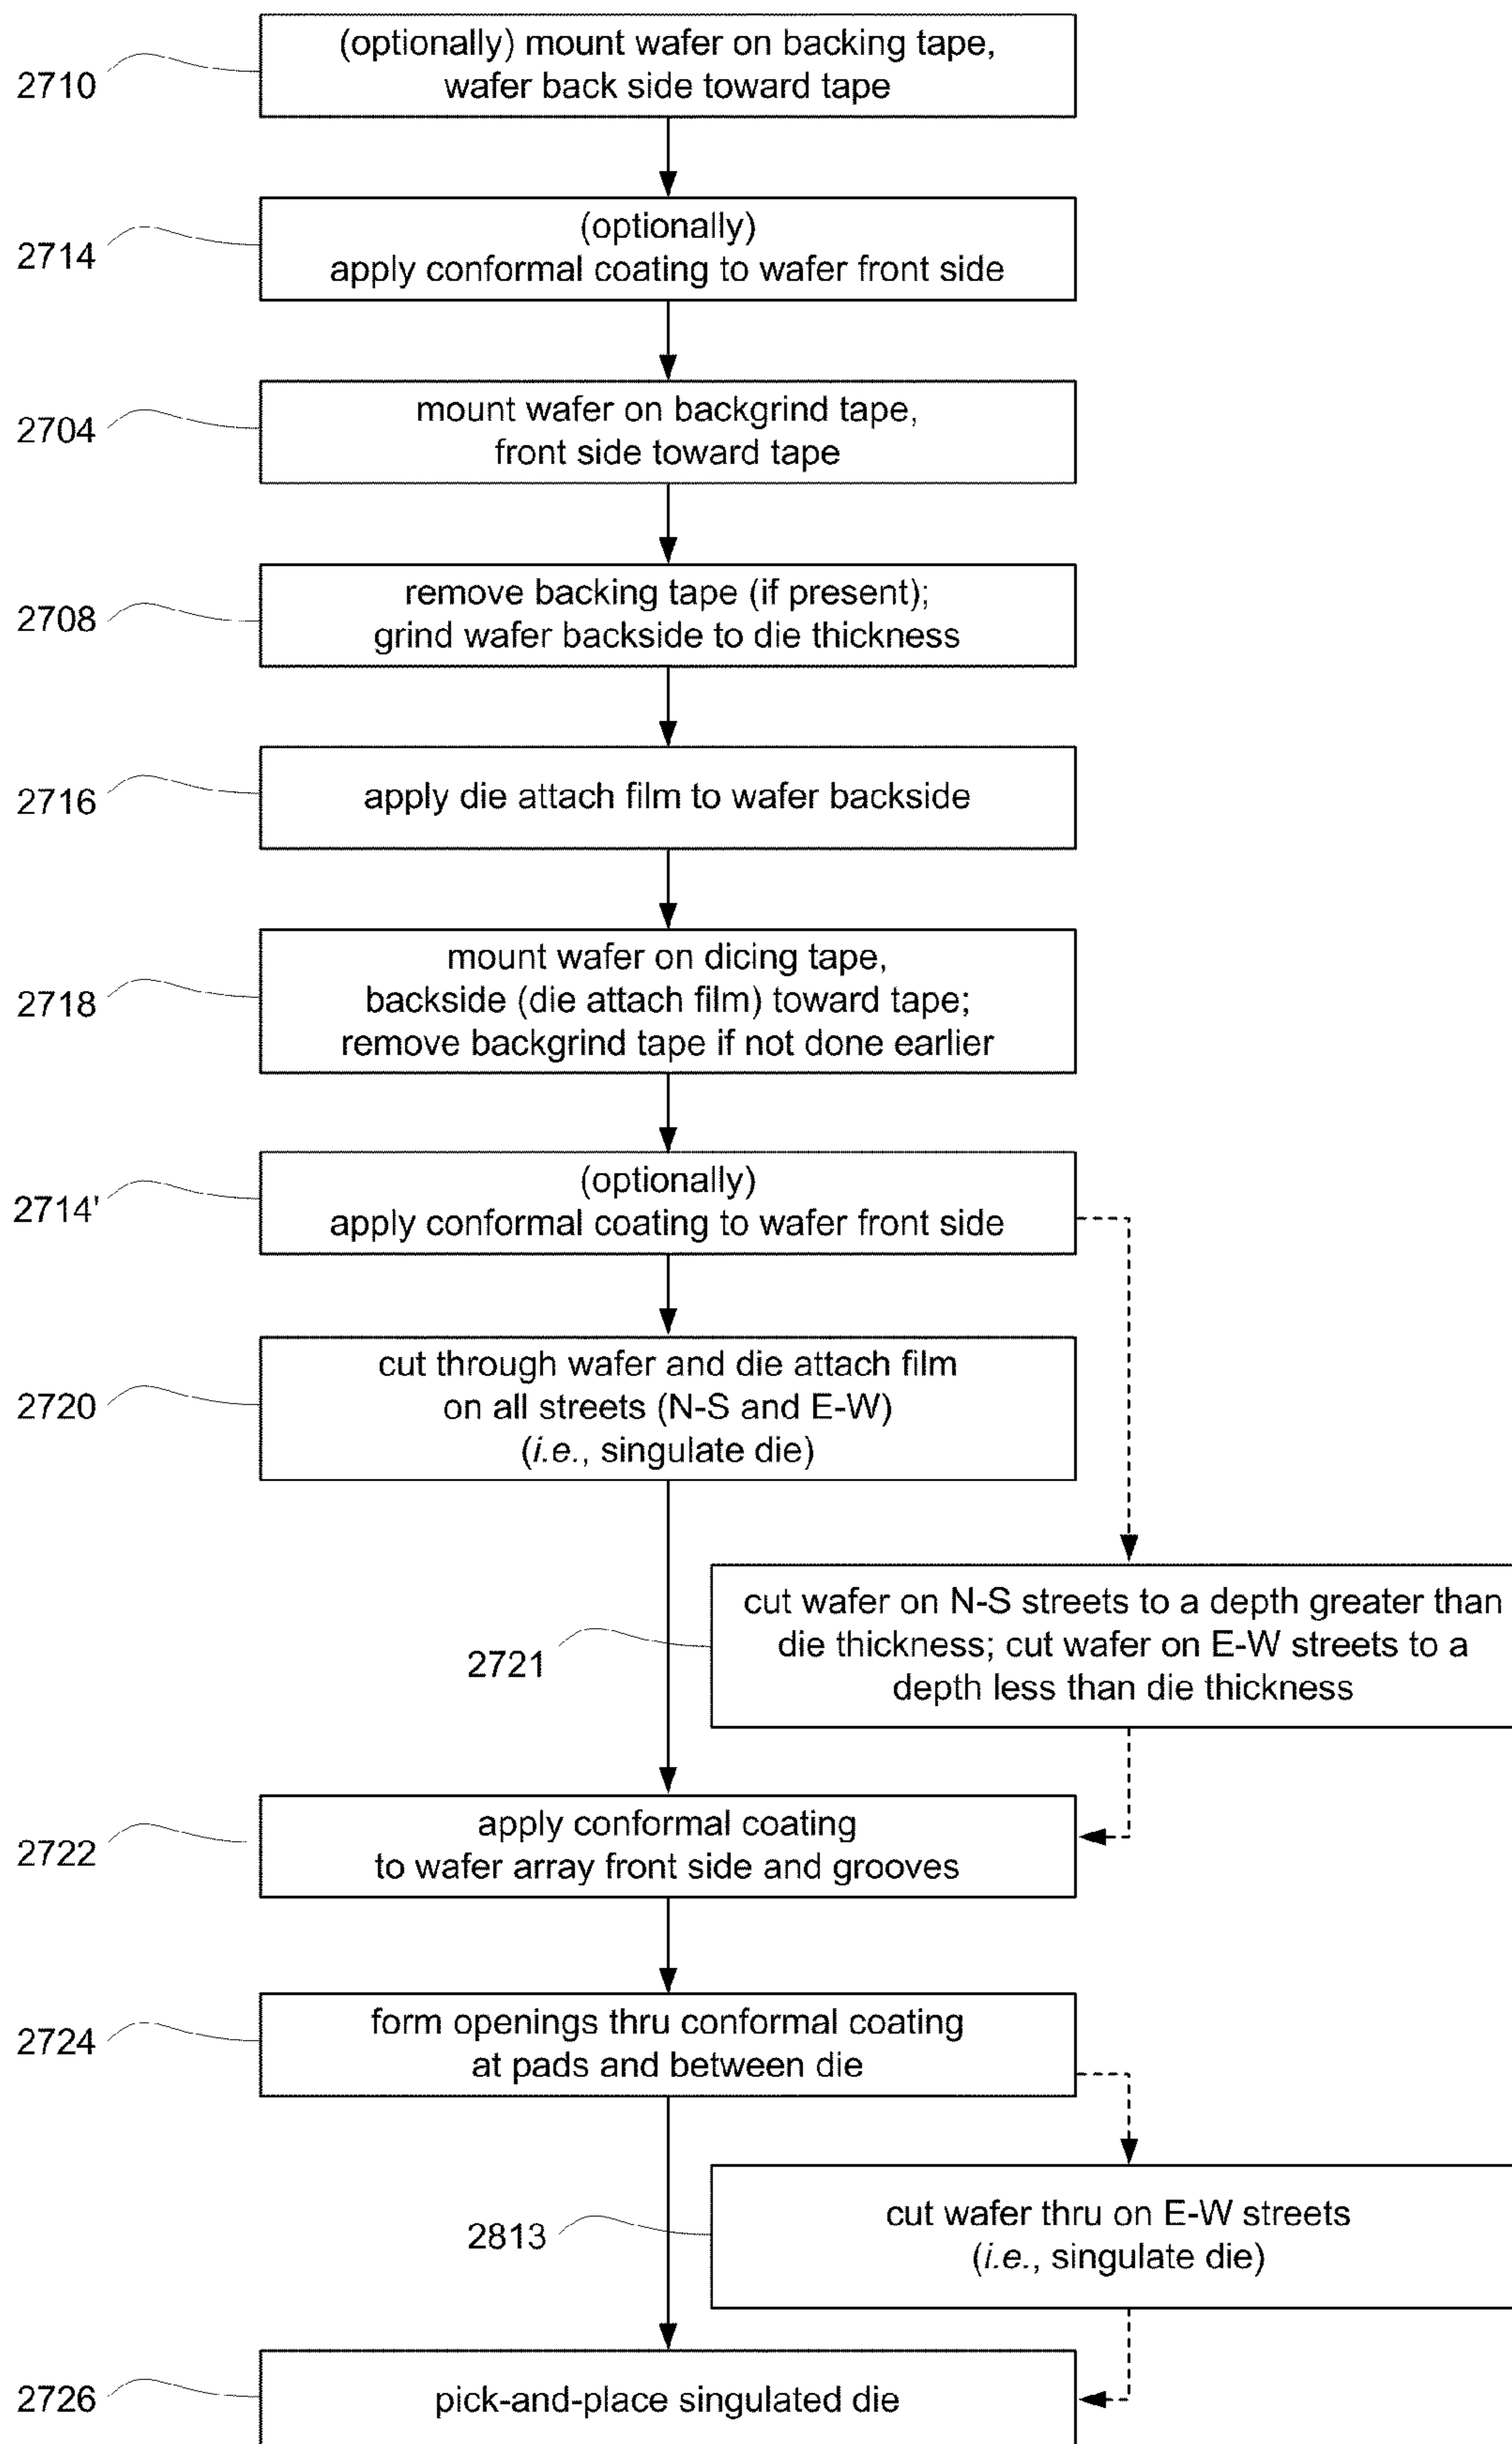 (optionally) mount wafer on backing tape,
wafer back side toward tape
2710
(optionally)
apply conformal coating to wafer front side
2714
mount wafer on backgrind tape,
front side toward tape
2704
remove backing tape (if present);
grind wafer backside to die thickness
2708
apply die attach film to wafer backside
2716
mount wafer on dicing tape,
backside (die attach film) toward tape;
remove backgrind tape if not done earlier
2718
(optionally)
apply conformal coating to wafer front side
2714'
cut through wafer and die attach film
on all streets (N-S and E-W)
(i.e., singulate die)
2720
cut wafer on N-S streets to a depth greater than
die thickness; cut wafer on E-W streets to a
depth less than die thickness
2721
apply conformal coating
to wafer array front side and grooves
2722
form openings thru conformal coating
at pads and between die
2724
cut wafer thru on E-W streets
(i.e., singulate die)
2813
pick-and-place singulated die
2726